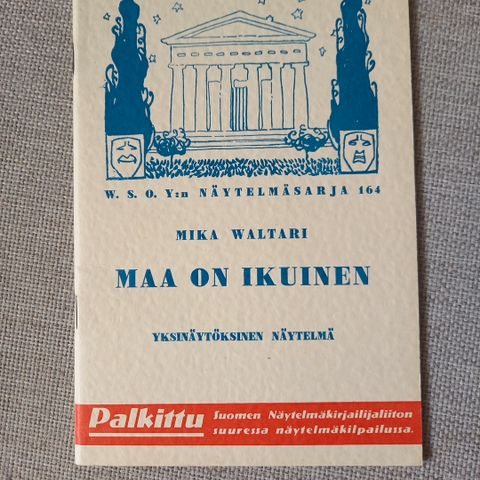 W. S. O. Y:n NÄYTELMÄSARJA 164
MIKA WALTARI
MAA ON IKUINEN
YKSINÄYTÖKSINEN NÄYTELMÄ
Palkittu Suomen Näytelmäkirjailijaliiton
suuressa näytelmäkilpailussa.